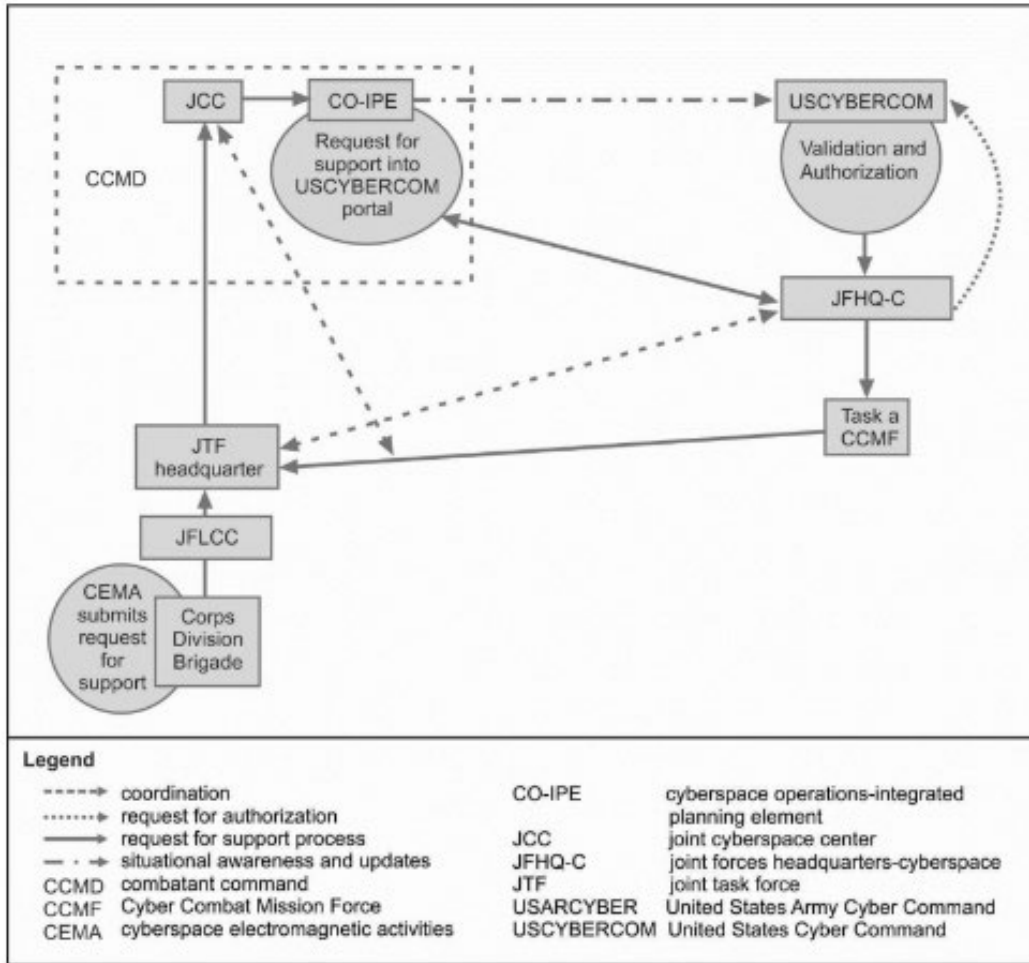 JCC
CO-IPE
USCYBERCOM
Request for
support into
USCYBERCOM
portal
Validation and
Authorization
CCMD
JFHQ-C
Task a
CCMF
JTF
headquarter
JFLCC
CEMA
submits
request
for
support
Corps
Division
Brigade
Legend
coordination
request for authorization
request for support process
situational awareness and updates
CCMD combatant command
CCMF Cyber Combat Mission Force
CEMA cyberspace electromagnetic activities
CO-IPE cyberspace operations-integrated
planning element
JCC joint cyberspace center
JFHQ-C joint forces headquarters-cyberspace
JTF joint task force
USARCYBER United States Army Cyber Command
USCYBERCOM United States Cyber Command